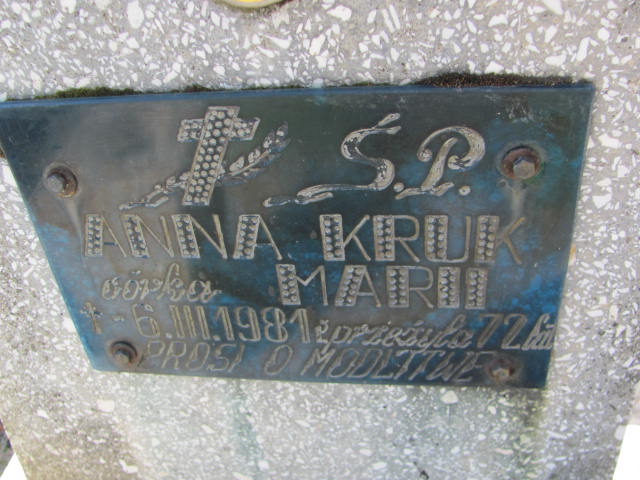 Ś.P.
ANNA KRUK
córka MARII
† - 6.III.1981 r. przeżyła 72 lat
PROSI O MODLITWĘ